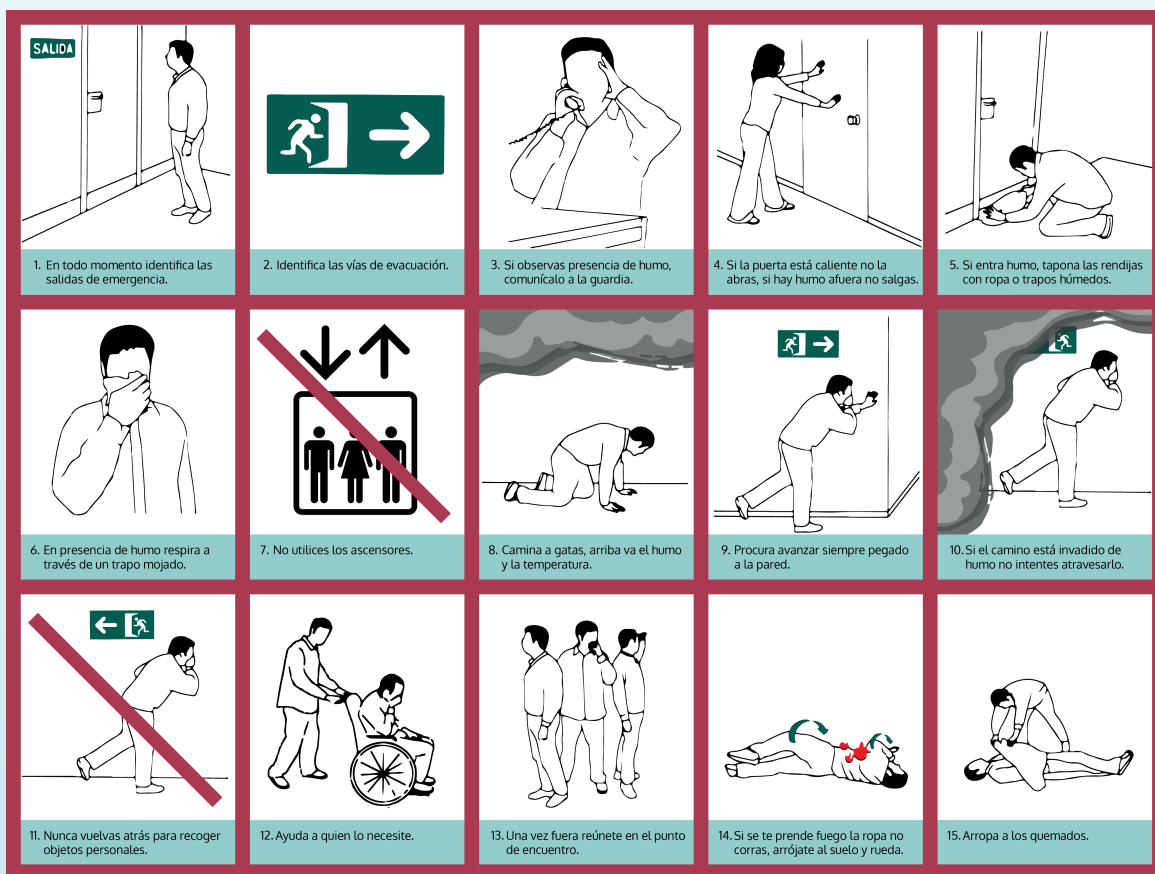 SALIDA
1. En todo momento identifica las
salidas de emergencia.
2. Identifica las vías de evacuación.
3. Si observas presencia de humo,
comunícalo a la guardia.
4. Si la puerta está caliente no la
abras, si hay humo afuera no salgas.
5. Si entra humo, tapona las rendijas
con ropa o trapos húmedos.
6. En presencia de humo respira a
través de un trapo mojado.
7. No utilices los ascensores.
8. Camina a gatas, arriba va el humo
y la temperatura.
9. Procura avanzar siempre pegado
a la pared.
10. Si el camino está invadido de
humo no intentes atravesarlo.
11. Nunca vuelvas atrás para recoger
objetos personales.
12. Ayuda a quien lo necesite.
13. Una vez fuera reúnete en el punto
de encuentro.
14. Si se te prende fuego la ropa no
corras, arrójate al suelo y rueda.
15. Arropa a los quemados.